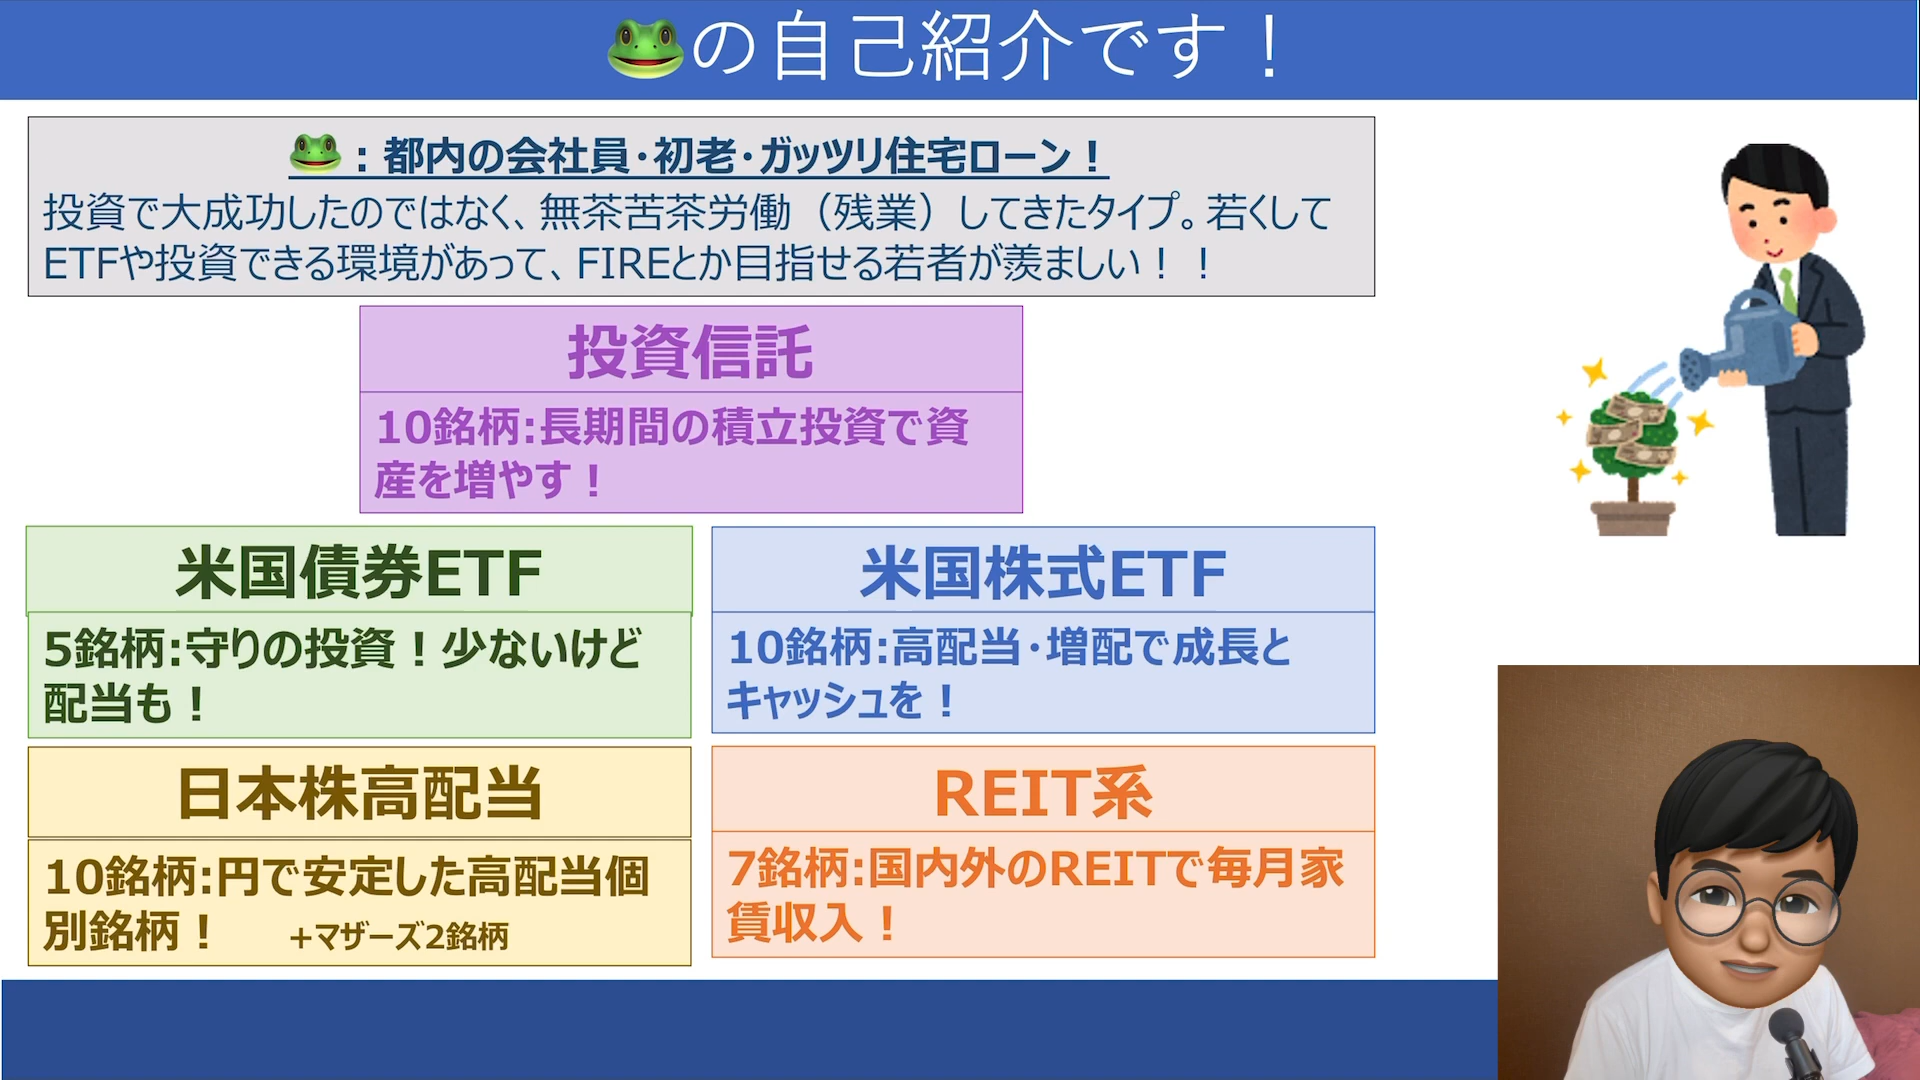 🐸の自己紹介です！
🐸：都内の会社員・初老・ガッツリ住宅ローン！
投資で大成功したのではなく、無茶苦茶労働（残業）してきたタイプ。若くして
ETFや投資できる環境があって、FIREとか目指せる若者が羨ましい！！
投資信託
10銘柄:長期間の積立投資で資
産を増やす！
米国債券ETF
5銘柄:守りの投資！少ないけど
配当も！
米国株式ETF
10銘柄:高配当・増配で成長と
キャッシュを！
日本株高配当
10銘柄:円で安定した高配当個
別銘柄！ +マザーズ2銘柄
REIT系
7銘柄:国内外のREITで毎月家
賃収入！